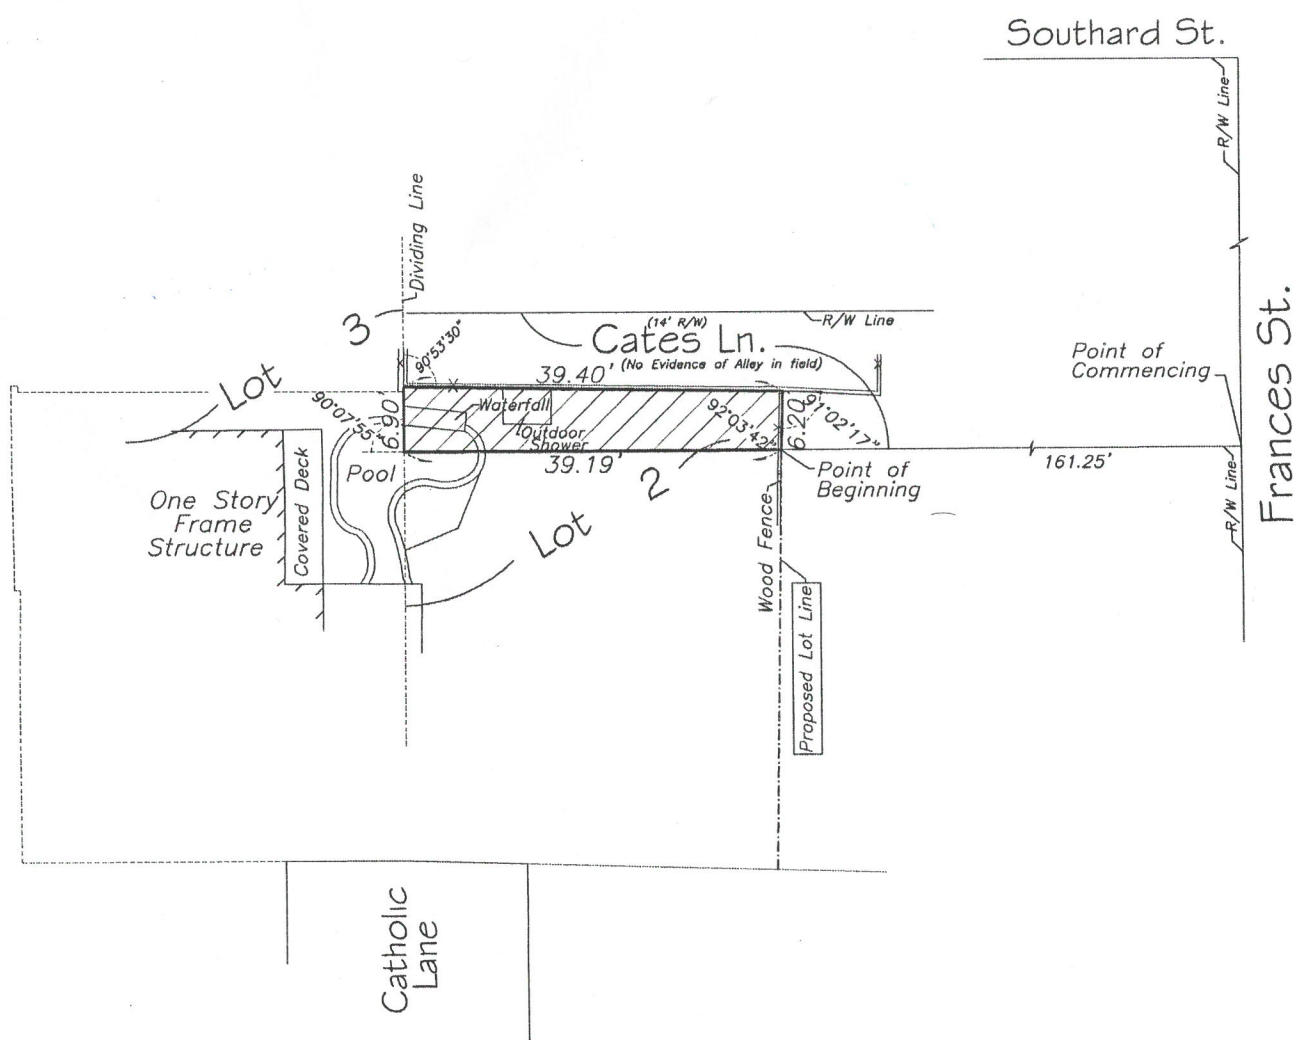 Southard St.
R/W Line
Dividing Line
3
Lot
90°53'30"
(14' R/W)
Cates Ln.
(No Evidence of Alley in field)
R/W Line
39.40'
Point of
Commencing
Frances St.
90°07'55"
6.90
Waterfall
Outdoor
Shower
92°03'42"
6.20
91°02'17"
39.19'
2
Lot
Point of
Beginning
161.25'
R/W Line
Pool
One Story
Frame
Structure
Covered Deck
Wood Fence
Proposed Lot Line
Catholic
Lane